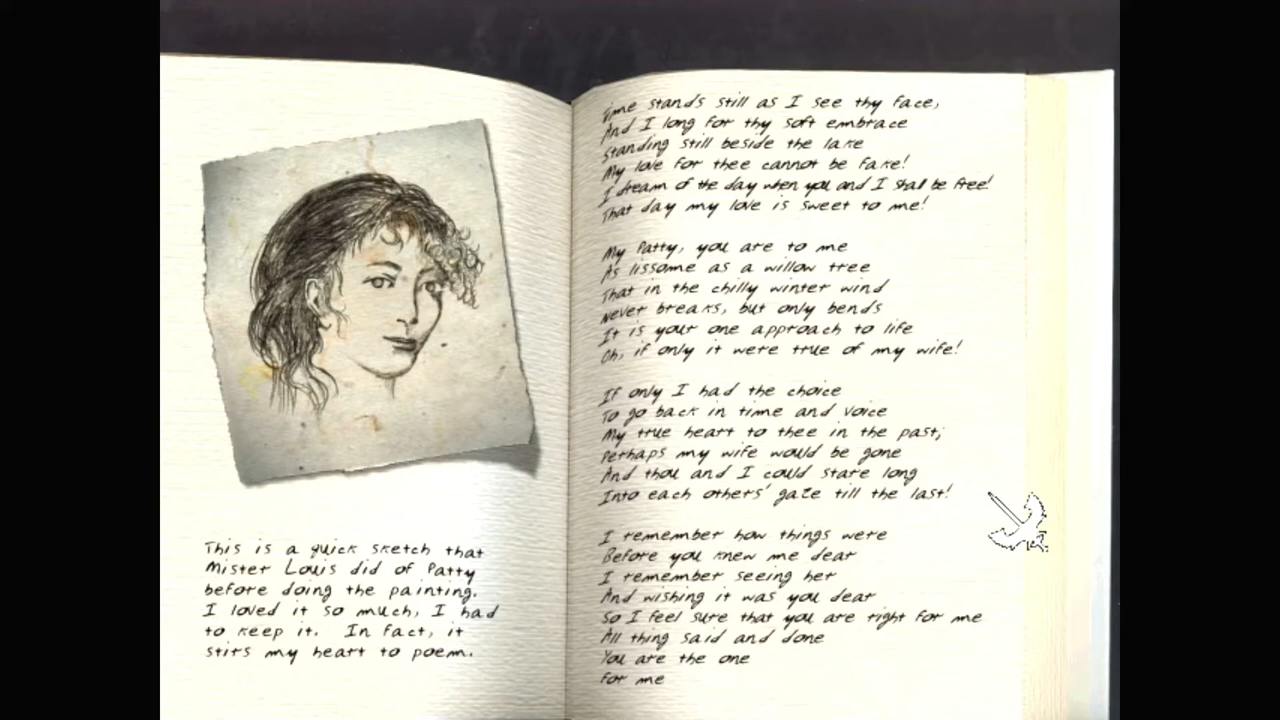 This is a quick sketch that
Mister Louis did of Patty
before doing the painting.
I loved it so much, I had
to keep it. In fact, it
stirs my heart to poem.
ime stands still as I see thy face,
And I long for thy soft embrace
Standing still beside the lake
My love for thee cannot be fake!
I dream of the day when you and I shall be free!
That day my love is sweet to me!
My Patty, you are to me
As lissome as a willow tree
That in the chilly winter wind
Never breaks, but only bends
It is your one approach to life
Oh, if only it were true of my wife!
If only I had the choice
To go back in time and voice
My true heart to thee in the past;
Perhaps my wife would be gone
And thou and I could stare long
Into each others' gaze till the last!
I remember how things were
Before you knew me dear
I remember seeing her
And wishing it was you dear
So I feel sure that you are right for me
All thing said and done
You are the one
for me